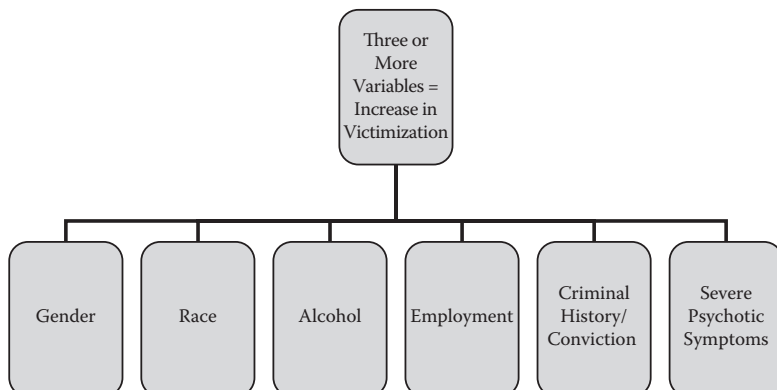 Three or
More
Variables =
Increase in
Victimization
Gender
Race
Alcohol
Employment
Criminal
History/
Conviction
Severe
Psychotic
Symptoms